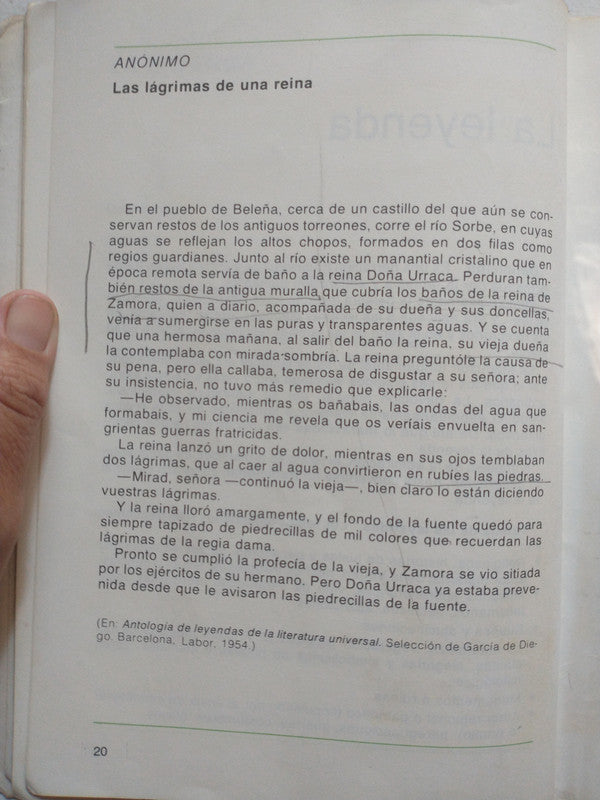 ANÓNIMO
Las lágrimas de una reina
La leyenda
En el pueblo de Beleña, cerca de un castillo del que aún se con-
servan restos de los antiguos torreones, corre el río Sorbe, en cuyas
aguas se reflejan los altos chopos, formados en dos filas como
regios guardianes. Junto al río existe un manantial cristalino que en
época remota servía de baño a la reina Doña Urraca. Perduran tam-
bién restos de la antigua muralla que cubría los baños de la reina de
Zamora, quien a diario, acompañada de su dueña y sus doncellas,
venía a sumergirse en las puras y transparentes aguas. Y se cuenta
que una hermosa mañana, al salir del baño la reina, su vieja dueña
la contemplaba con mirada sombría. La reina preguntóle la causa de
su pena, pero ella callaba, temerosa de disgustar a su señora; ante
su insistencia, no tuvo más remedio que explicarle:
—He observado, mientras os bañabais, las ondas del agua que
formabais, y mi ciencia me revela que os veríais envuelta en san-
grientas guerras fratricidas.
La reina lanzó un grito de dolor, mientras en sus ojos temblaban
dos lágrimas, que al caer al agua convirtieron en rubíes las piedras.
—Mirad, señora —continuó la vieja—, bien claro lo están diciendo
vuestras lágrimas.
Y la reina lloró amargamente, y el fondo de la fuente quedó para
siempre tapizado de piedrecillas de mil colores que recuerdan las
lágrimas de la regia dama.
Pronto se cumplió la profecía de la vieja, y Zamora se vio sitiada
por los ejércitos de su hermano. Pero Doña Urraca ya estaba preve-
nida desde que le avisaron las piedrecillas de la fuente.
(En: Antología de leyendas de la literatura universal. Selección de García de Die-
go. Barcelona, Labor, 1954.)
20